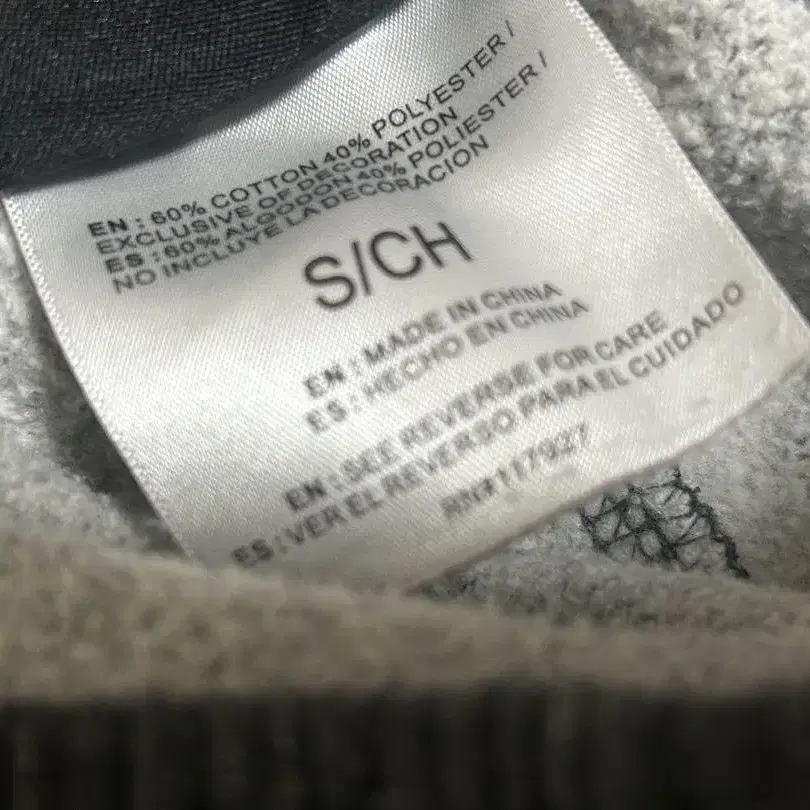 EN : 60% COTTON 40% POLYESTER /
EXCLUSIVE OF DECORATION
ES : 60% ALGODON 40% POLIESTER /
NO INCLUYE LA DECORACION
S/CH
EN : MADE IN CHINA
ES : HECHO EN CHINA
EN : SEE REVERSE FOR CARE
ES : VER EL REVERSO PARA EL CUIDADO
RN#117927